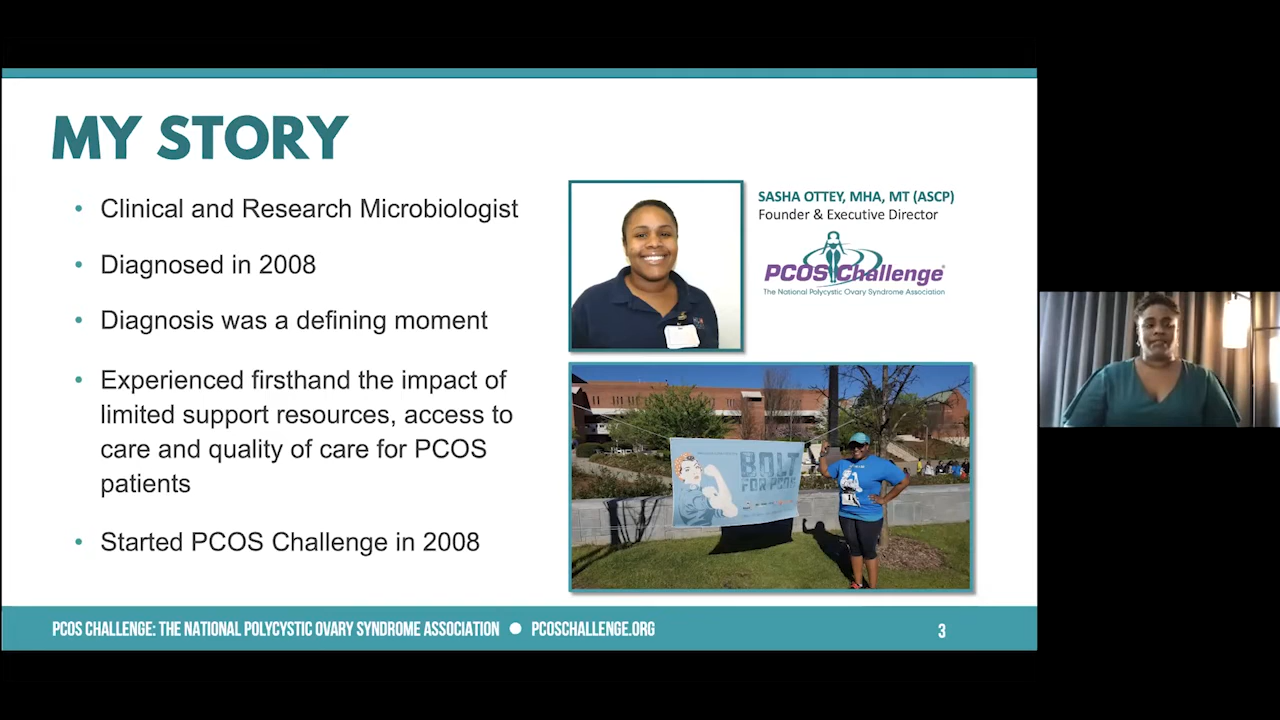 MY STORY
• Clinical and Research Microbiologist
• Diagnosed in 2008
• Diagnosis was a defining moment
• Experienced firsthand the impact of
limited support resources, access to
care and quality of care for PCOS
patients
• Started PCOS Challenge in 2008
SASHA OTTEY, MHA, MT (ASCP)
Founder & Executive Director
PCOS Challenge®
The National Polycystic Ovary Syndrome Association
BOLT
FOR PCOS
PCOS CHALLENGE: THE NATIONAL POLYCYSTIC OVARY SYNDROME ASSOCIATION ● PCOSCHALLENGE.ORG
3